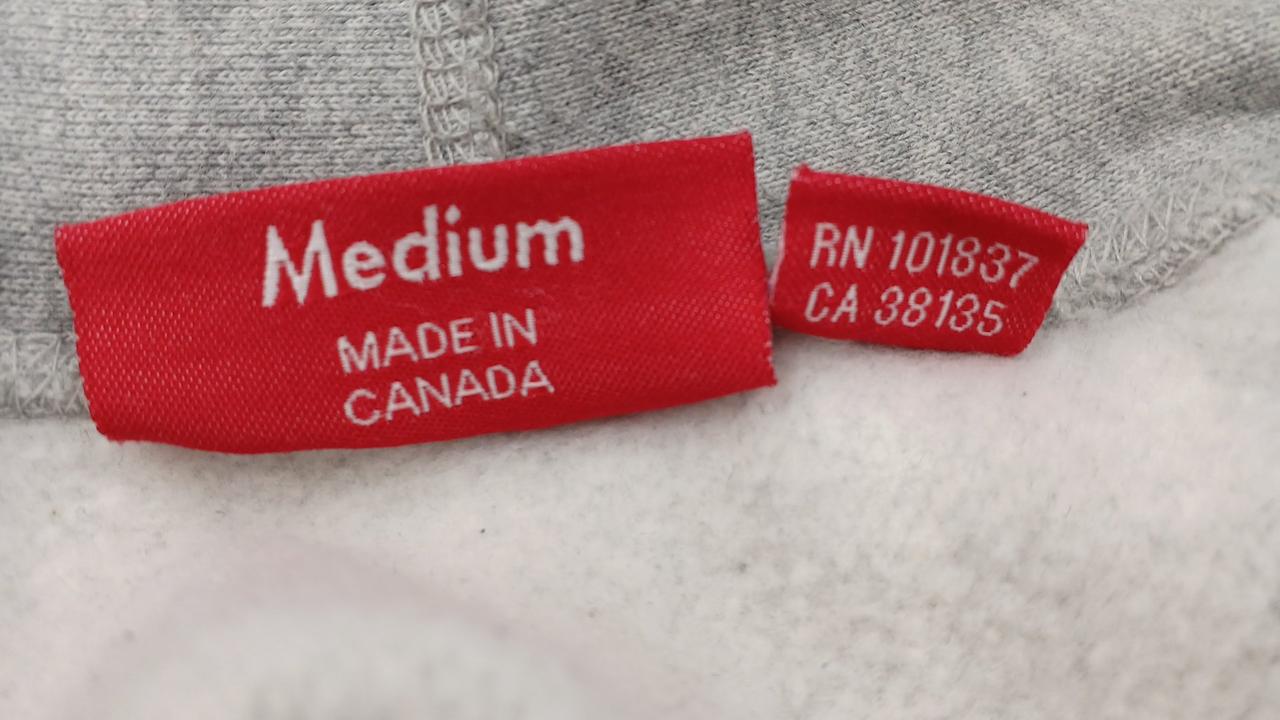 Medium
MADE IN
CANADA
RN 101837
CA 38135